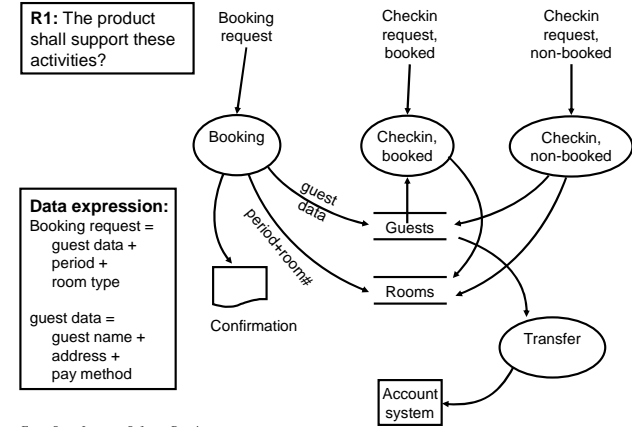 R1: The product
shall support these
activities?
Booking
request
Checkin
request,
booked
Checkin
request,
non-booked
Booking
Checkin,
booked
Checkin,
non-booked
guest
data
period+room#
Guests
Rooms
Data expression:
Booking request =
guest data +
period +
room type
guest data =
guest name +
address +
pay method
Confirmation
Transfer
Account
system